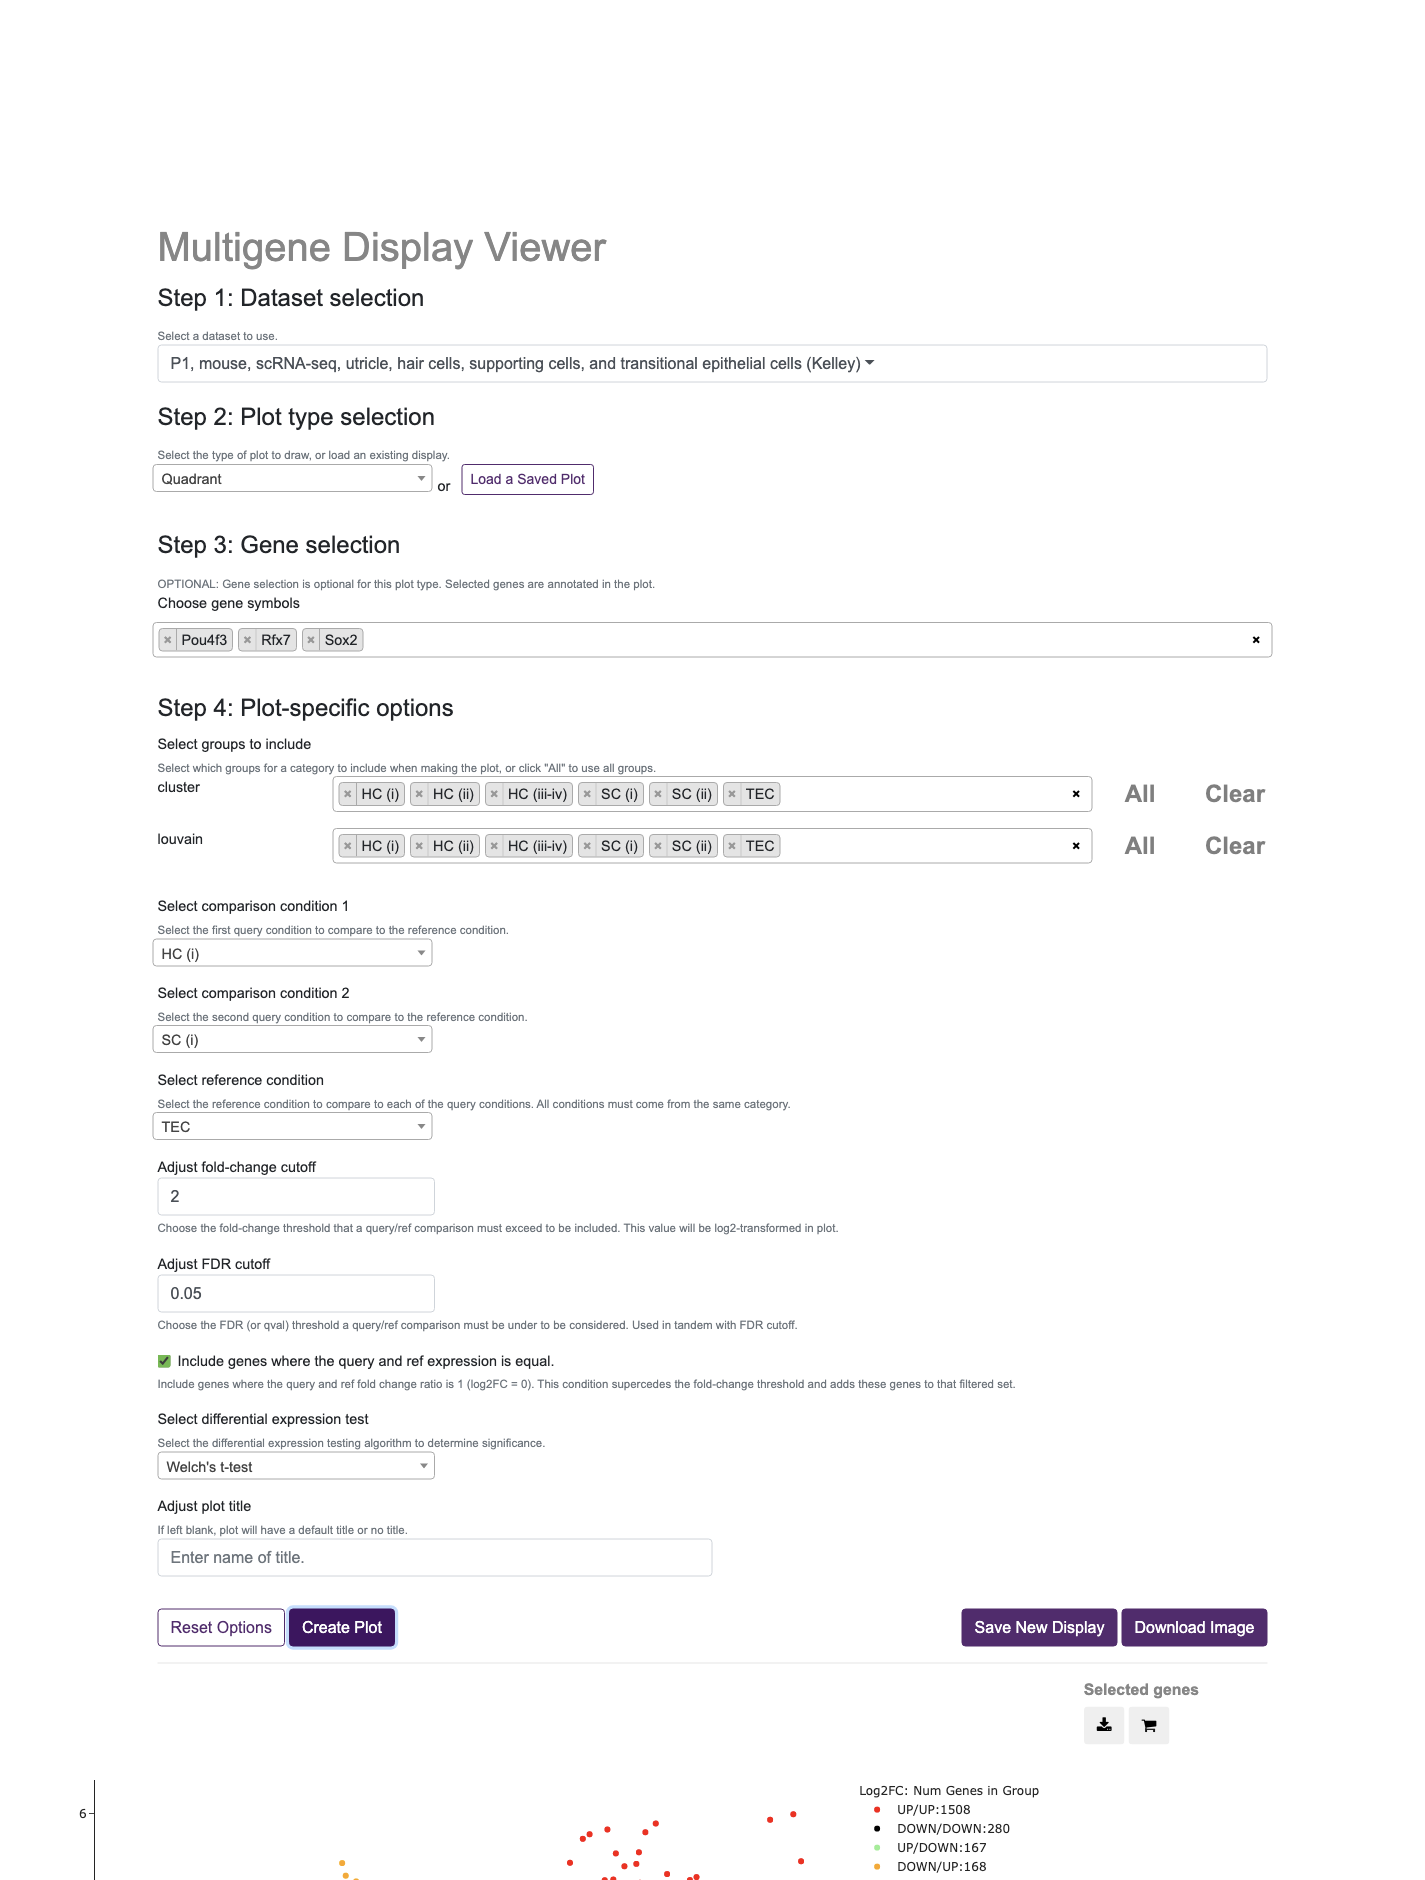 Multigene Display Viewer
Step 1: Dataset selection
Select a dataset to use.
P1, mouse, scRNA-seq, utricle, hair cells, supporting cells, and transitional epithelial cells (Kelley)
Step 2: Plot type selection
Select the type of plot to draw, or load an existing display.
Quadrant or Load a Saved Plot
Step 3: Gene selection
OPTIONAL: Gene selection is optional for this plot type. Selected genes are annotated in the plot.
Choose gene symbols
× Pou4f3 × Rfx7 × Sox2 ×
Step 4: Plot-specific options
Select groups to include
Select which groups for a category to include when making the plot, or click "All" to use all groups.
cluster × HC (i) × HC (ii) × HC (iii-iv) × SC (i) × SC (ii) × TEC × All Clear
louvain × HC (i) × HC (ii) × HC (iii-iv) × SC (i) × SC (ii) × TEC × All Clear
Select comparison condition 1
Select the first query condition to compare to the reference condition.
HC (i)
Select comparison condition 2
Select the second query condition to compare to the reference condition.
SC (i)
Select reference condition
Select the reference condition to compare to each of the query conditions. All conditions must come from the same category.
TEC
Adjust fold-change cutoff
2
Choose the fold-change threshold that a query/ref comparison must exceed to be included. This value will be log2-transformed in plot.
Adjust FDR cutoff
0.05
Choose the FDR (or qval) threshold a query/ref comparison must be under to be considered. Used in tandem with FDR cutoff.
Include genes where the query and ref expression is equal.
Include genes where the query and ref fold change ratio is 1 (log2FC = 0). This condition supercedes the fold-change threshold and adds these genes to that filtered set.
Select differential expression test
Select the differential expression testing algorithm to determine significance.
Welch's t-test
Adjust plot title
If left blank, plot will have a default title or no title.
Enter name of title.
Reset Options Create Plot Save New Display Download Image
Selected genes
Log2FC: Num Genes in Group
6
UP/UP:1508
DOWN/DOWN:280
UP/DOWN:167
DOWN/UP:168